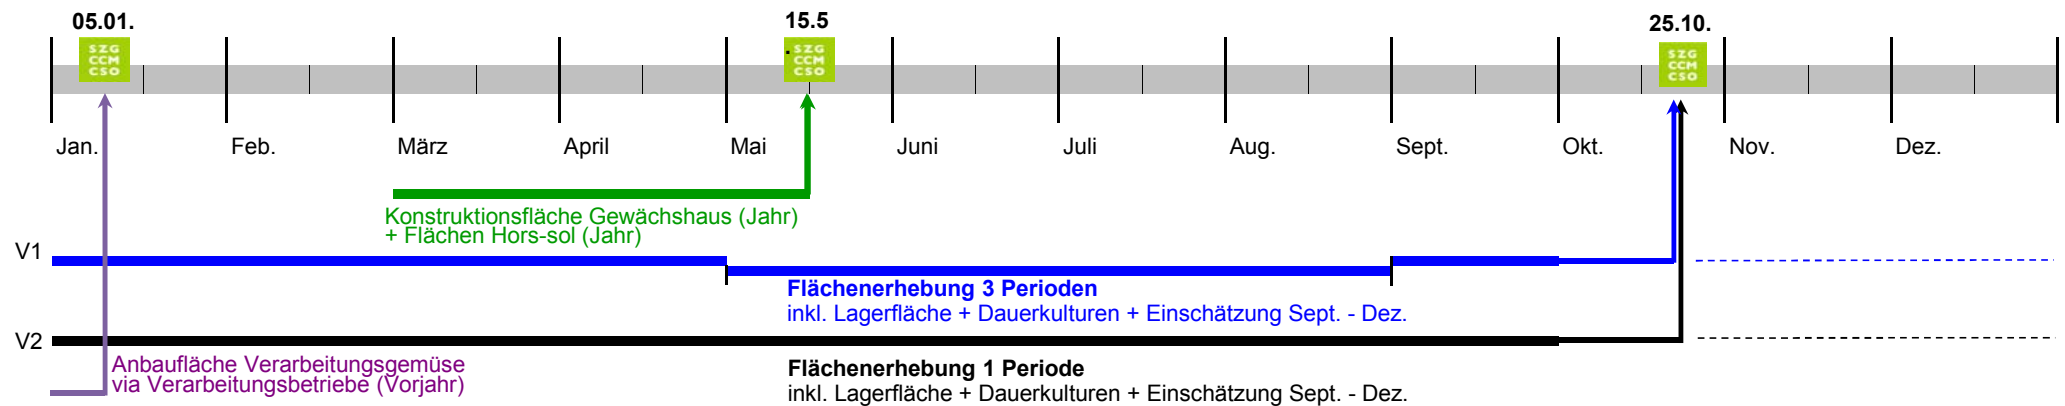 05.01.
15.5
.
25.10.
SZG
CCM
CSO
SZG
CCM
CSO
SZG
CCM
CSO
Jan.
Feb.
März
April
Mai
Juni
Juli
Aug.
Sept.
Okt.
Nov.
Dez.
Konstruktionsfläche Gewächshaus (Jahr)
+ Flächen Hors-sol (Jahr)
V1
Flächenerhebung 3 Perioden
inkl. Lagerfläche + Dauerkulturen + Einschätzung Sept. - Dez.
V2
Anbaufläche Verarbeitungsgemüse
via Verarbeitungsbetriebe (Vorjahr)
Flächenerhebung 1 Periode
inkl. Lagerfläche + Dauerkulturen + Einschätzung Sept. - Dez.